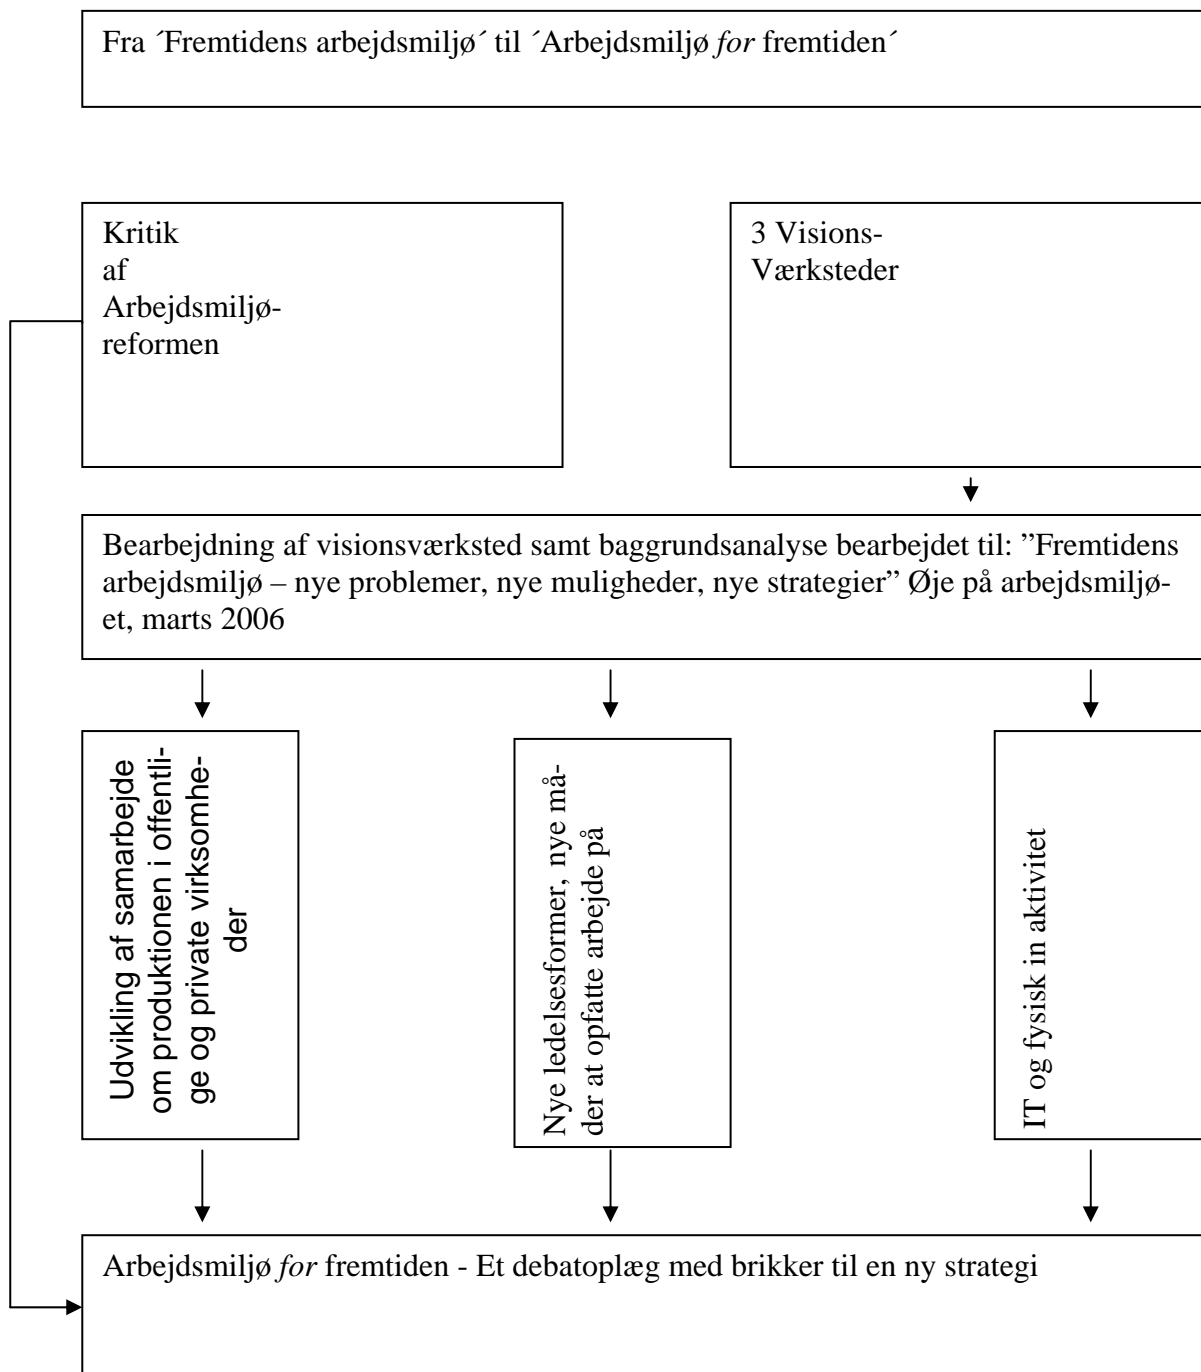 Fra ´Fremtidens arbejdsmiljø´ til ´Arbejdsmiljø for fremtiden´
Kritik
af
Arbejdsmiljø-
reformen
3 Visions-
Værksteder
Bearbejdning af visionsværksted samt baggrundsanalyse bearbejdet til: ”Fremtidens
arbejdsmiljø – nye problemer, nye muligheder, nye strategier” Øje på arbejdsmiljø-
et, marts 2006
Udvikling af samarbejde
om produktionen i offentli-
ge og private virksomhe-
der
Nye ledelsesformer, nye må-
der at opfatte arbejde på
IT og fysisk in aktivitet
Arbejdsmiljø for fremtiden - Et debatoplæg med brikker til en ny strategi